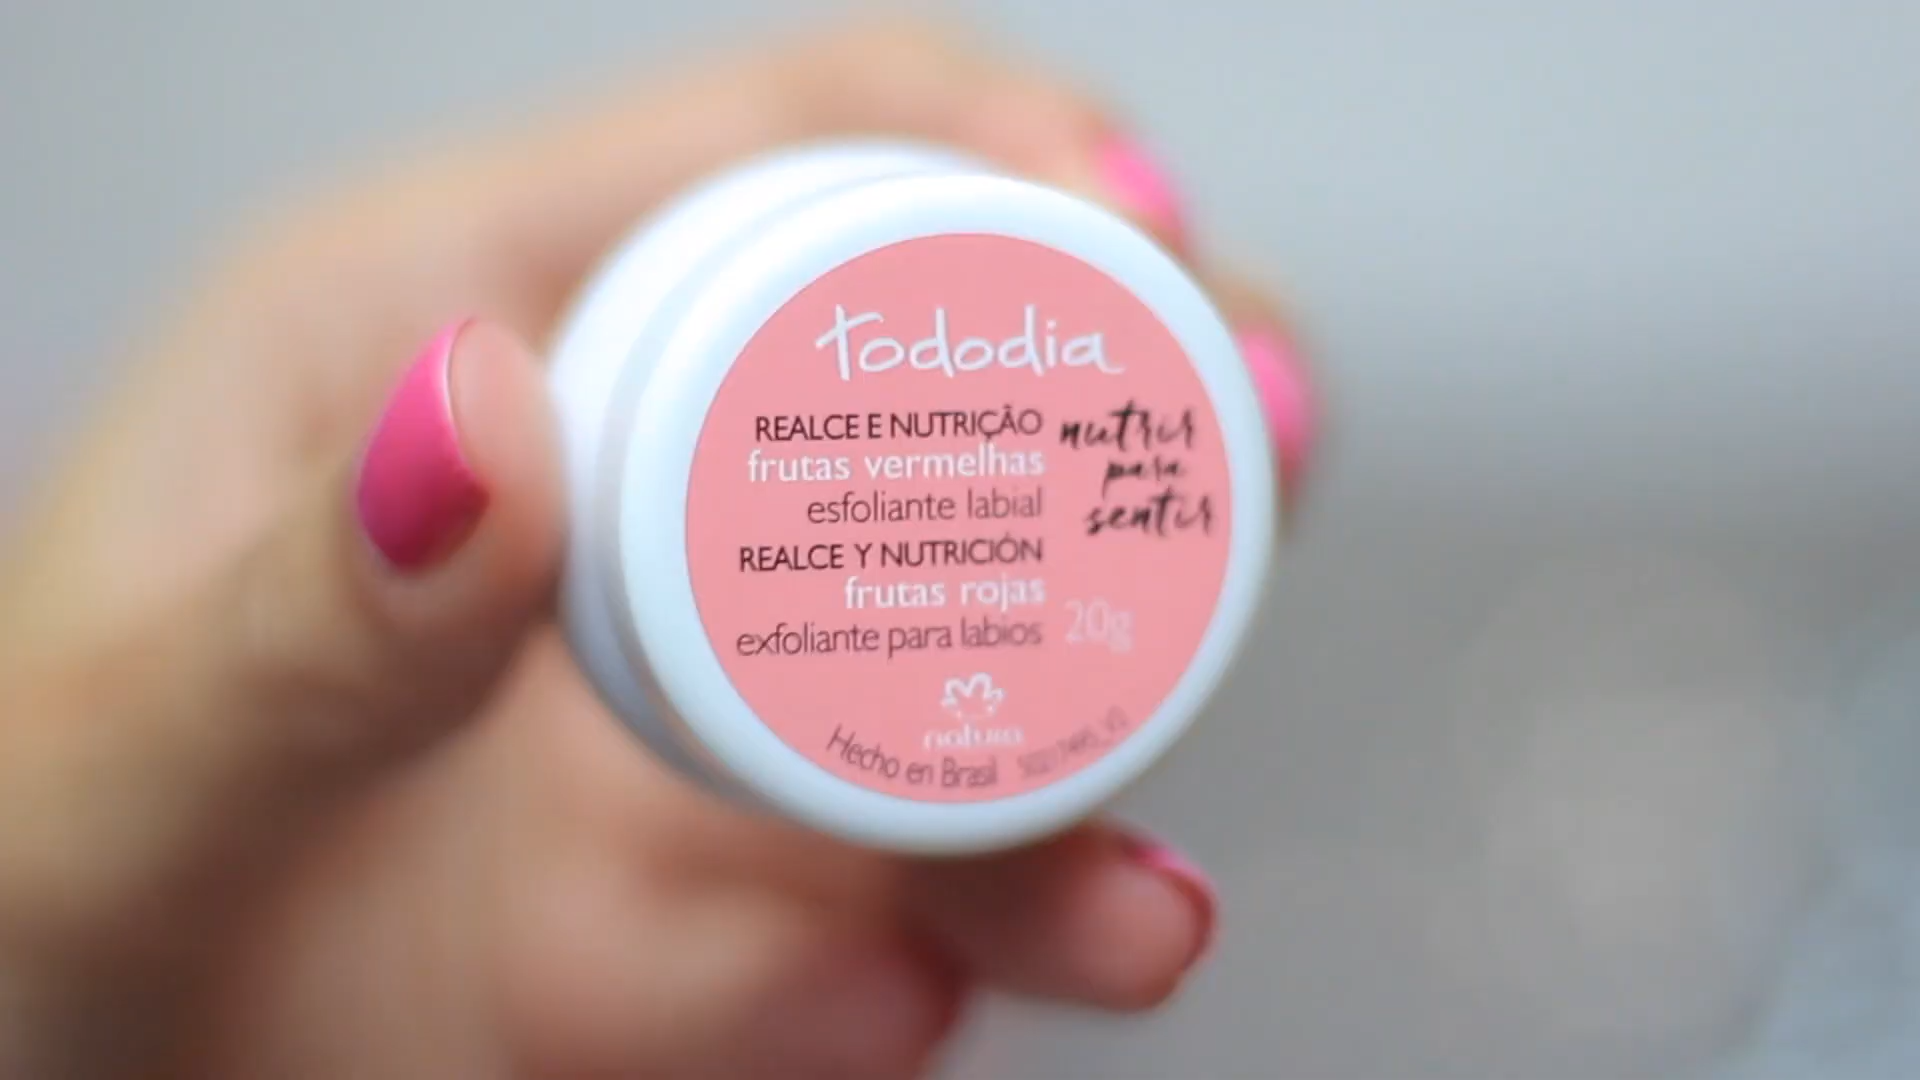 Tododia
REALCE E NUTRIÇÃO
frutas vermelhas
esfoliante labial
REALCE Y NUTRICIÓN
frutas rojas
exfoliante para labios
nutrir
para
sentir
20g
natura
Hecho en Brasil